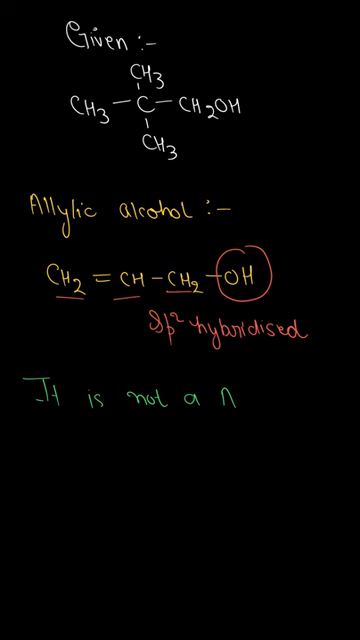 Given :-
CH3
CH3 - C - CH2OH
CH3
Allylic alcohol :-
CH2 = CH - CH2 - OH
Sp² hybridised
It is not a